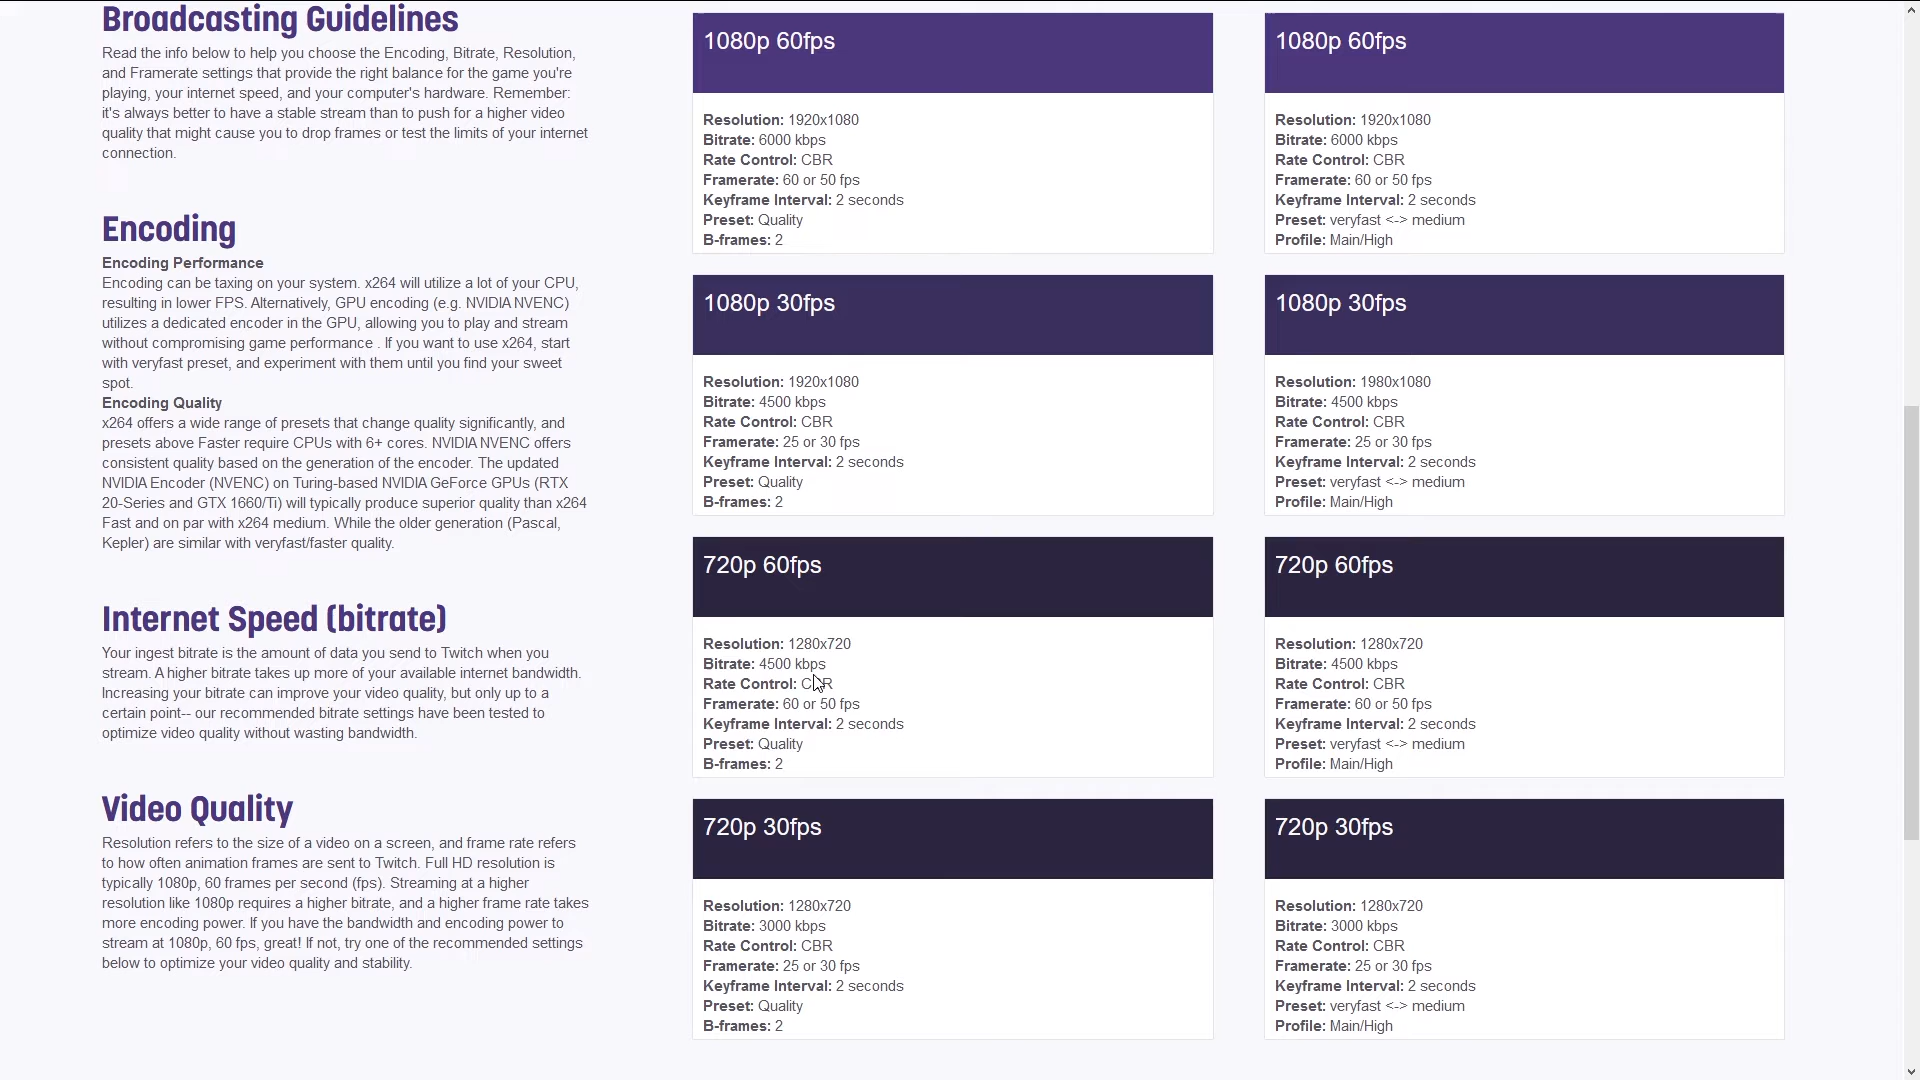 Broadcasting Guidelines
Read the info below to help you choose the Encoding, Bitrate, Resolution,
and Framerate settings that provide the right balance for the game you're
playing, your internet speed, and your computer's hardware. Remember:
it's always better to have a stable stream than to push for a higher video
quality that might cause you to drop frames or test the limits of your internet
connection.
Encoding
Encoding Performance
Encoding can be taxing on your system. x264 will utilize a lot of your CPU,
resulting in lower FPS. Alternatively, GPU encoding (e.g. NVIDIA NVENC)
utilizes a dedicated encoder in the GPU, allowing you to play and stream
without compromising game performance . If you want to use x264, start
with veryfast preset, and experiment with them until you find your sweet
spot.
Encoding Quality
x264 offers a wide range of presets that change quality significantly, and
presets above Faster require CPUs with 6+ cores. NVIDIA NVENC offers
consistent quality based on the generation of the encoder. The updated
NVIDIA Encoder (NVENC) on Turing-based NVIDIA GeForce GPUs (RTX
20-Series and GTX 1660/Ti) will typically produce superior quality than x264
Fast and on par with x264 medium. While the older generation (Pascal,
Kepler) are similar with veryfast/faster quality.
Internet Speed (bitrate)
Your ingest bitrate is the amount of data you send to Twitch when you
stream. A higher bitrate takes up more of your available internet bandwidth.
Increasing your bitrate can improve your video quality, but only up to a
certain point-- our recommended bitrate settings have been tested to
optimize video quality without wasting bandwidth.
Video Quality
Resolution refers to the size of a video on a screen, and frame rate refers
to how often animation frames are sent to Twitch. Full HD resolution is
typically 1080p, 60 frames per second (fps). Streaming at a higher
resolution like 1080p requires a higher bitrate, and a higher frame rate takes
more encoding power. If you have the bandwidth and encoding power to
stream at 1080p, 60 fps, great! If not, try one of the recommended settings
below to optimize your video quality and stability.
1080p 60fps
Resolution: 1920x1080
Bitrate: 6000 kbps
Rate Control: CBR
Framerate: 60 or 50 fps
Keyframe Interval: 2 seconds
Preset: Quality
B-frames: 2
1080p 30fps
Resolution: 1920x1080
Bitrate: 4500 kbps
Rate Control: CBR
Framerate: 25 or 30 fps
Keyframe Interval: 2 seconds
Preset: Quality
B-frames: 2
720p 60fps
Resolution: 1280x720
Bitrate: 4500 kbps
Rate Control: CBR
Framerate: 60 or 50 fps
Keyframe Interval: 2 seconds
Preset: Quality
B-frames: 2
720p 30fps
Resolution: 1280x720
Bitrate: 3000 kbps
Rate Control: CBR
Framerate: 25 or 30 fps
Keyframe Interval: 2 seconds
Preset: Quality
B-frames: 2
1080p 60fps
Resolution: 1920x1080
Bitrate: 6000 kbps
Rate Control: CBR
Framerate: 60 or 50 fps
Keyframe Interval: 2 seconds
Preset: veryfast <-> medium
Profile: Main/High
1080p 30fps
Resolution: 1980x1080
Bitrate: 4500 kbps
Rate Control: CBR
Framerate: 25 or 30 fps
Keyframe Interval: 2 seconds
Preset: veryfast <-> medium
Profile: Main/High
720p 60fps
Resolution: 1280x720
Bitrate: 4500 kbps
Rate Control: CBR
Framerate: 60 or 50 fps
Keyframe Interval: 2 seconds
Preset: veryfast <-> medium
Profile: Main/High
720p 30fps
Resolution: 1280x720
Bitrate: 3000 kbps
Rate Control: CBR
Framerate: 25 or 30 fps
Keyframe Interval: 2 seconds
Preset: veryfast <-> medium
Profile: Main/High